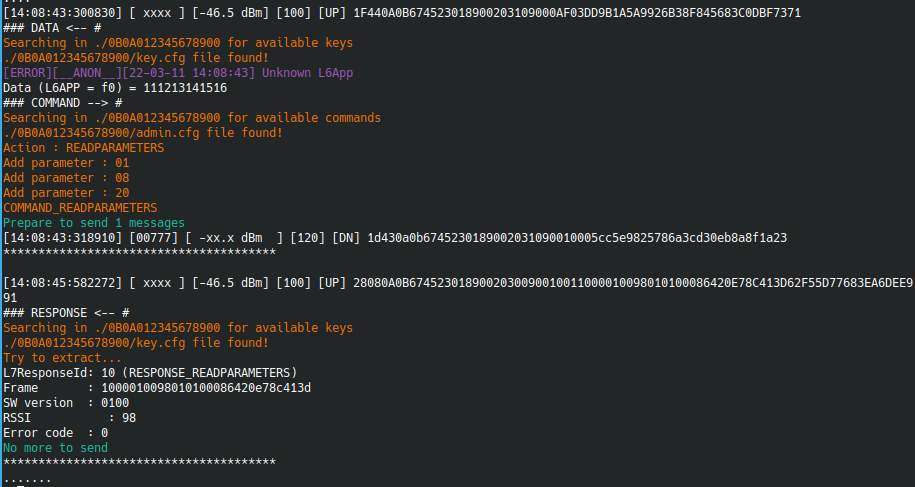 ....
[14:08:43:300830] [ xxxx ] [-46.5 dBm] [100] [UP] 1F440A0B674523018900203109000AF03DD9B1A5A9926B38F845683C0DBF7371
### DATA <-- #
Searching in ./0B0A012345678900 for available keys
./0B0A012345678900/key.cfg file found!
[ERROR][__ANON__][22-03-11 14:08:43] Unknown L6App
Data (L6APP = f0) = 111213141516
### COMMAND --> #
Searching in ./0B0A012345678900 for available commands
./0B0A012345678900/admin.cfg file found!
Action : READPARAMETERS
Add parameter : 01
Add parameter : 08
Add parameter : 20
COMMAND_READPARAMETERS
Prepare to send 1 messages
[14:08:43:318910] [00777] [ -xx.x dBm  ] [120] [DN] 1d430a0b6745230189002031090010005cc5e9825786a3cd30eb8a8f1a23
***************************************
[14:08:45:582272] [ xxxx ] [-46.5 dBm] [100] [UP] 28080A0B6745230189002030090010011000010098010100086420E78C413D62F55D77683EA6DEE9
91
### RESPONSE <-- #
Searching in ./0B0A012345678900 for available keys
./0B0A012345678900/key.cfg file found!
Try to extract...
L7ResponseId: 10 (RESPONSE_READPARAMETERS)
Frame       : 1000010098010100086420e78c413d
SW version  : 0100
RSSI           : 98
Error code  : 0
No more to send
***************************************
.......